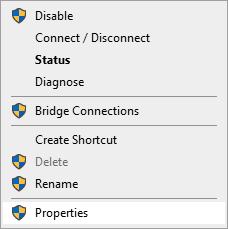 Disable
Connect / Disconnect
Status
Diagnose
Bridge Connections
Create Shortcut
Delete
Rename
Properties